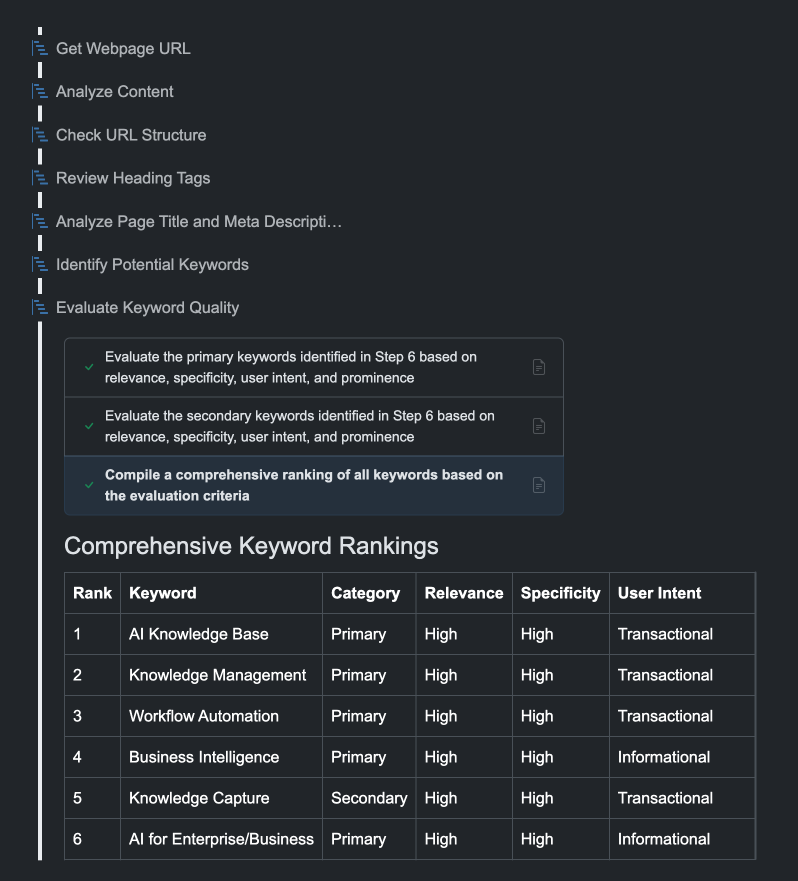 Get Webpage URL
Analyze Content
Check URL Structure
Review Heading Tags
Analyze Page Title and Meta Descripti…
Identify Potential Keywords
Evaluate Keyword Quality
Evaluate the primary keywords identified in Step 6 based on
relevance, specificity, user intent, and prominence
Evaluate the secondary keywords identified in Step 6 based on
relevance, specificity, user intent, and prominence
Compile a comprehensive ranking of all keywords based on
the evaluation criteria
Comprehensive Keyword Rankings
Rank Keyword Category Relevance Specificity User Intent
1 AI Knowledge Base Primary High High Transactional
2 Knowledge Management Primary High High Transactional
3 Workflow Automation Primary High High Transactional
4 Business Intelligence Primary High High Informational
5 Knowledge Capture Secondary High High Transactional
6 AI for Enterprise/Business Primary High High Informational